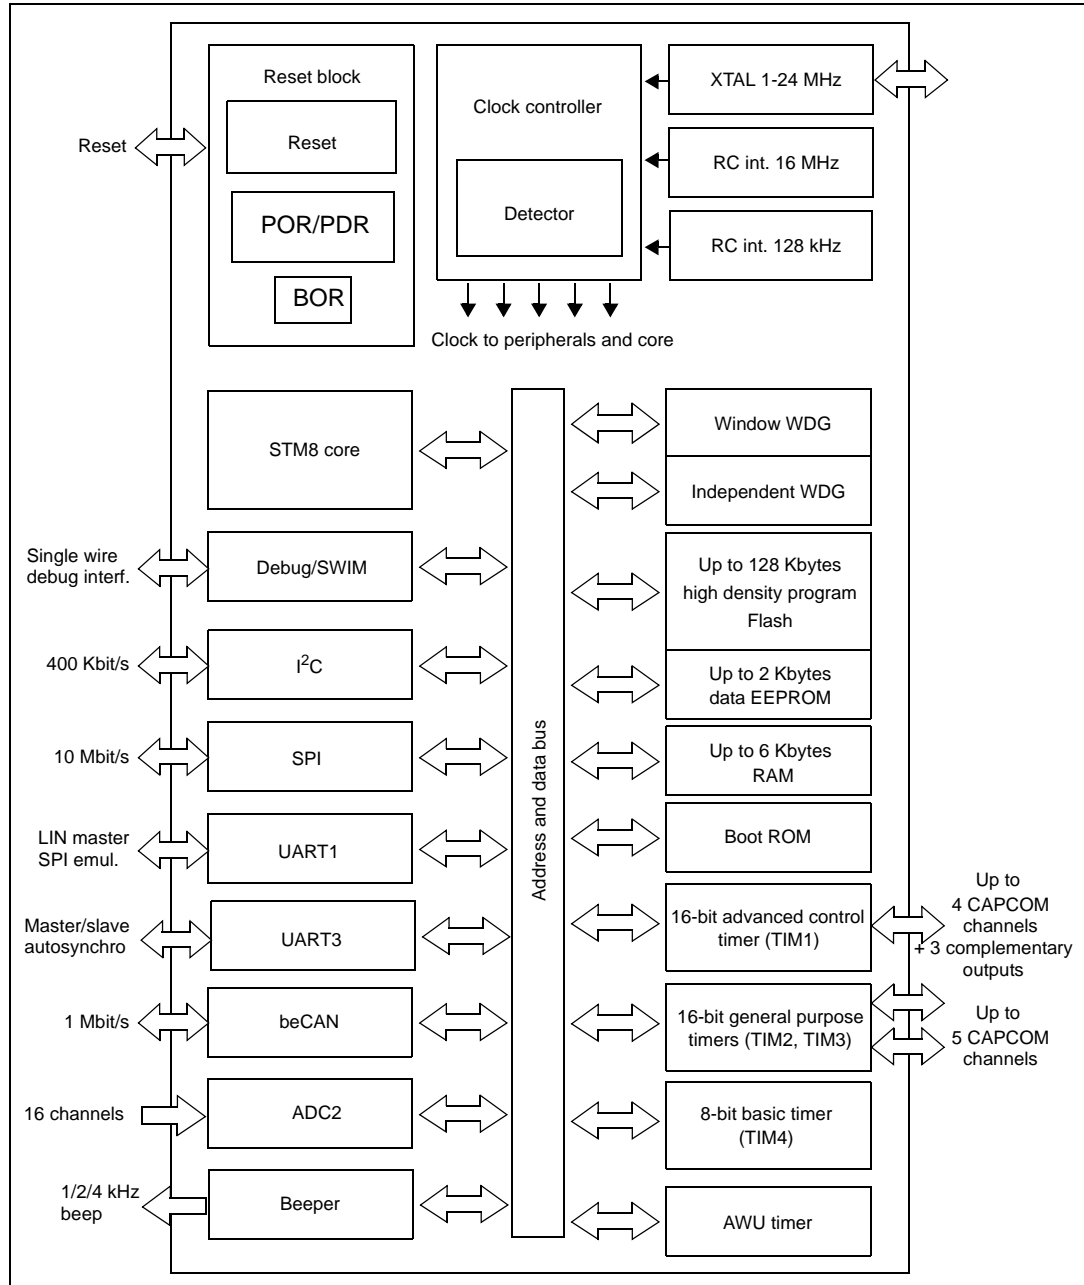 Reset block
Reset
POR/PDR
BOR
Reset
Clock controller
Detector
XTAL 1-24 MHz
RC int. 16 MHz
RC int. 128 kHz
Clock to peripherals and core
STM8 core
Single wire
debug interf.
Debug/SWIM
400 Kbit/s
I²C
10 Mbit/s
SPI
LIN master
SPI emul.
UART1
Master/slave
autosynchro
UART3
1 Mbit/s
beCAN
16 channels
ADC2
1/2/4 kHz
beep
Beeper
Address and data bus
Window WDG
Independent WDG
Up to 128 Kbytes
high density program
Flash
Up to 2 Kbytes
data EEPROM
Up to 6 Kbytes
RAM
Boot ROM
16-bit advanced control
timer (TIM1)
Up to
4 CAPCOM
channels
+ 3 complementary
outputs
16-bit general purpose
timers (TIM2, TIM3)
Up to
5 CAPCOM
channels
8-bit basic timer
(TIM4)
AWU timer